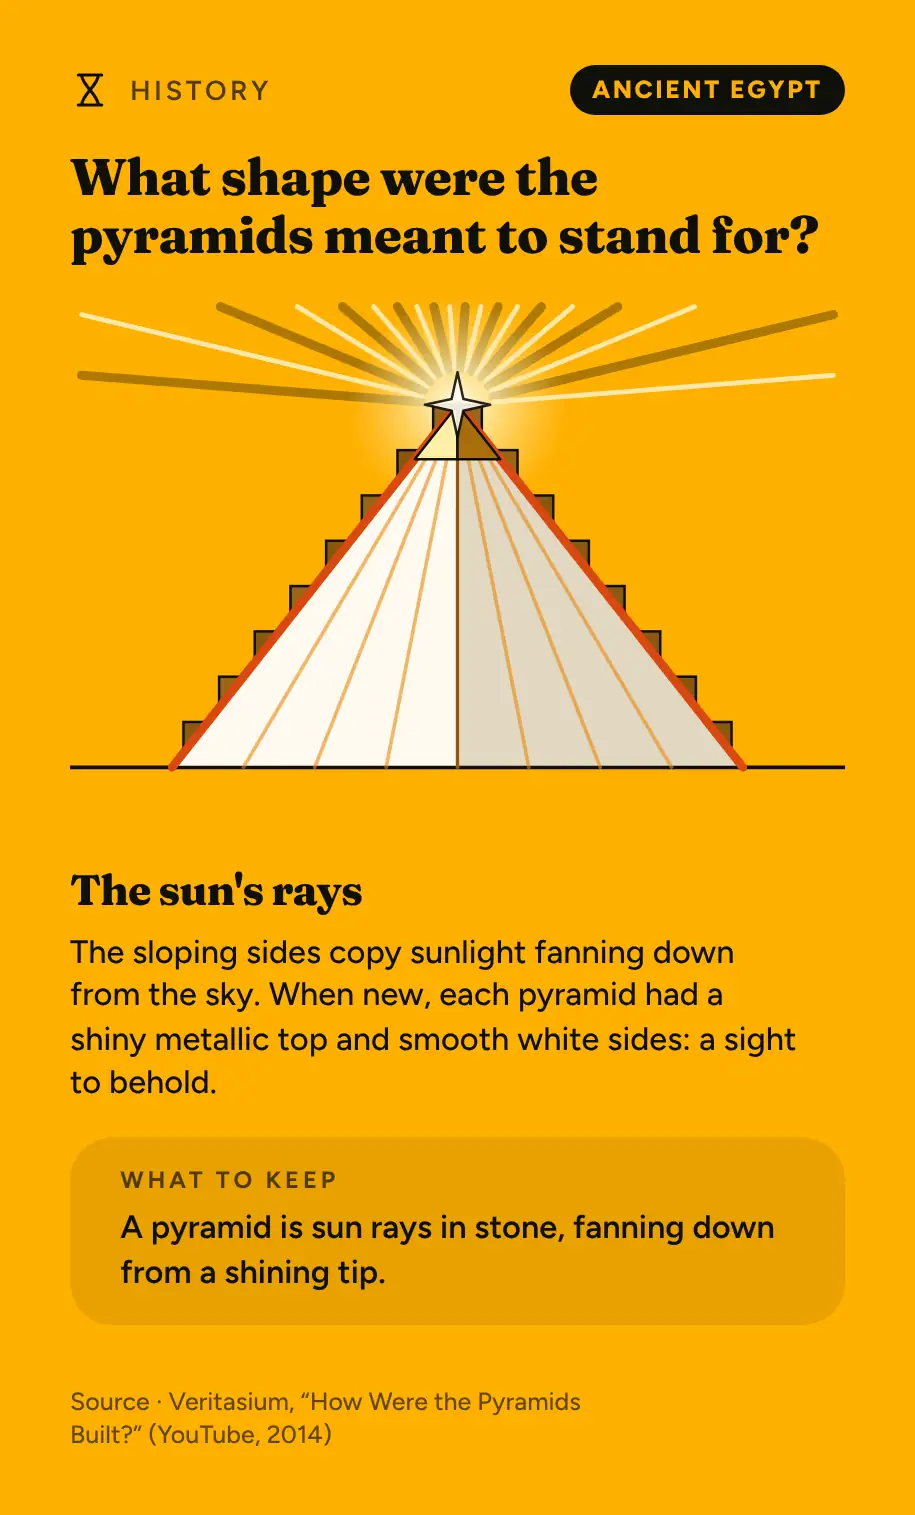 HISTORY
ANCIENT EGYPT
What shape were the
pyramids meant to stand for?
The sun's rays
The sloping sides copy sunlight fanning down
from the sky. When new, each pyramid had a
shiny metallic top and smooth white sides: a sight
to behold.
WHAT TO KEEP
A pyramid is sun rays in stone, fanning down
from a shining tip.
Source · Veritasium, “How Were the Pyramids
Built?” (YouTube, 2014)